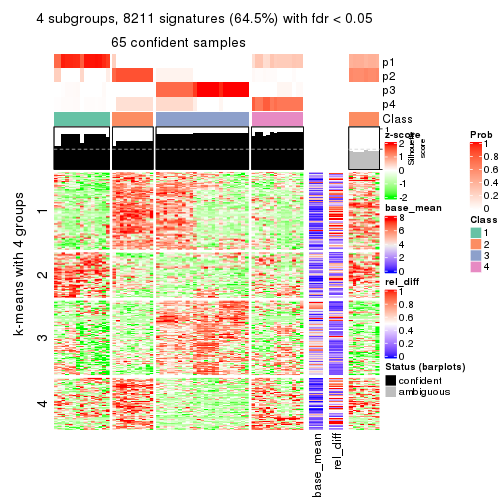 4 subgroups, 8211 signatures (64.5%) with fdr < 0.05
65 confident samples
p1
p2
p3
p4
Class
1
0
Silhouette
score
k-means with 4 groups
1
2
3
4
base_mean
rel_diff
z-score
2
1
0
-1
-2
base_mean
8
6
4
2
0
rel_diff
1
0.8
0.6
0.4
0.2
0
Status (barplots)
confident
ambiguous
Prob
1
0.8
0.6
0.4
0.2
0
Class
1
2
3
4